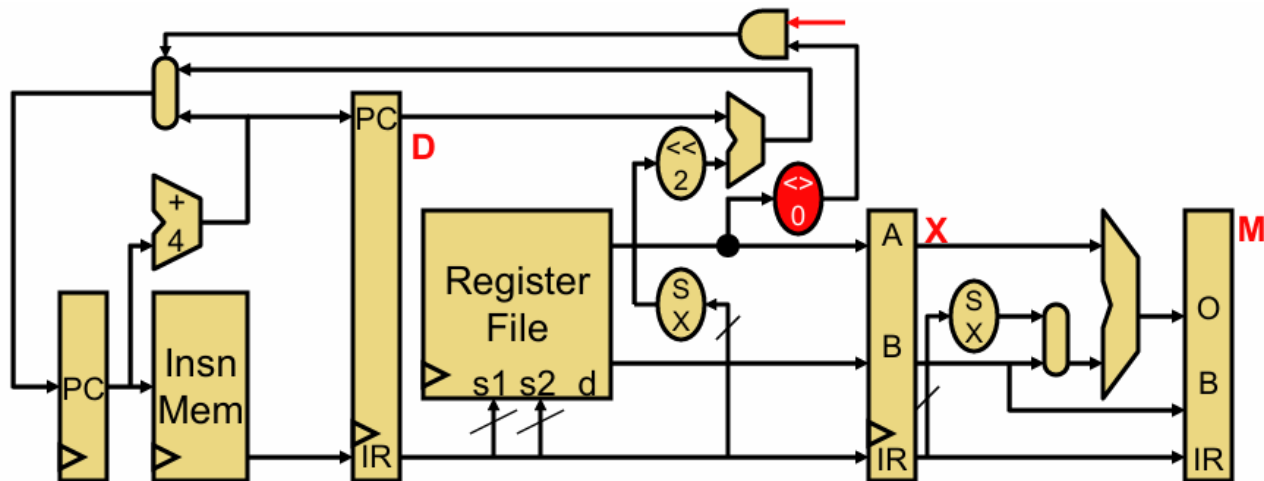 PC
D
<<
2
<>
0
+
4
A
X
M
Register
File
S
X
S
X
O
Insn
Mem
PC
B
B
s1 s2 d
IR
IR
IR